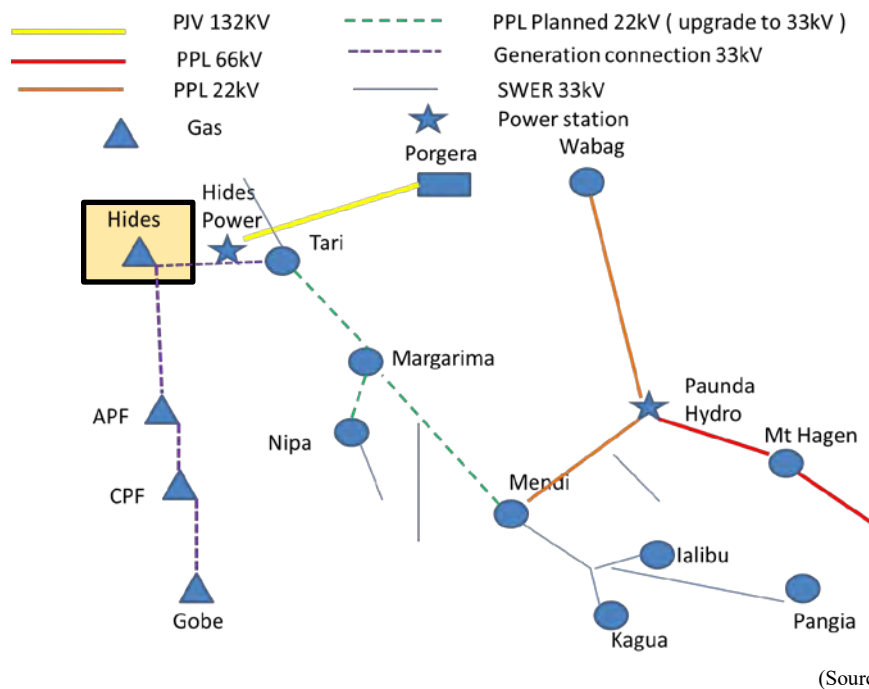 PJV 132KV
PPL 66kV
PPL 22kV
Gas
PPL Planned 22kV ( upgrade to 33kV )
Generation connection 33kV
SWER 33kV
Power station
Porgera
Wabag
Hides
Power
Hides
Tari
Margarima
Paunda
Hydro
APF
Nipa
Mt Hagen
CPF
Mendi
Ialibu
Gobe
Kagua
Pangia
(Sourc